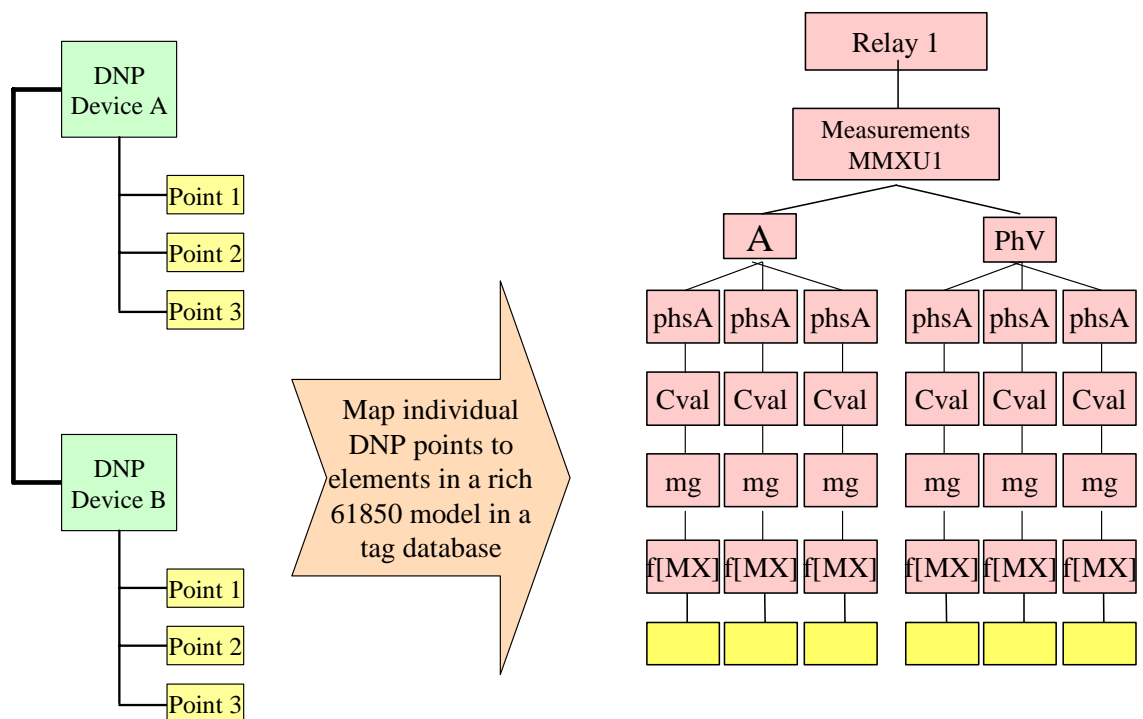 DNP
Device A
Point 1
Point 2
Point 3
DNP
Device B
Point 1
Point 2
Point 3
Map individual
DNP points to
elements in a rich
61850 model in a
tag database
Relay 1
Measurements
MMXU1
A
PhV
phsA
phsA
phsA
phsA
phsA
phsA
Cval
Cval
Cval
Cval
Cval
Cval
mg
mg
mg
mg
mg
mg
f[MX]
f[MX]
f[MX]
f[MX]
f[MX]
f[MX]